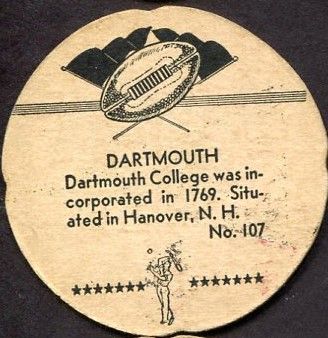 DARTMOUTH
Dartmouth College was in-
corporated in 1769. Situ-
ated in Hanover, N. H.
No. 107